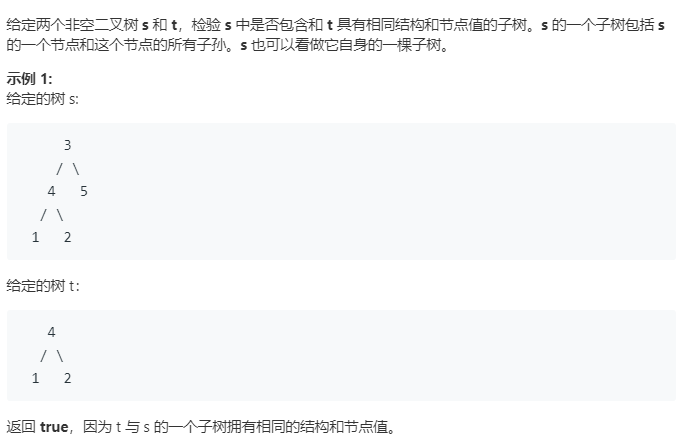 给定两个非空二叉树 s 和 t，检验 s 中是否包含和 t 具有相同结构和节点值的子树。s 的一个子树包括 s
的一个节点和这个节点的所有子孙。s 也可以看做它自身的一棵子树。
示例 1:
给定的树 s:
3
/ \
4 5
/ \
1 2
给定的树 t:
4
/ \
1 2
返回 true，因为 t 与 s 的一个子树拥有相同的结构和节点值。